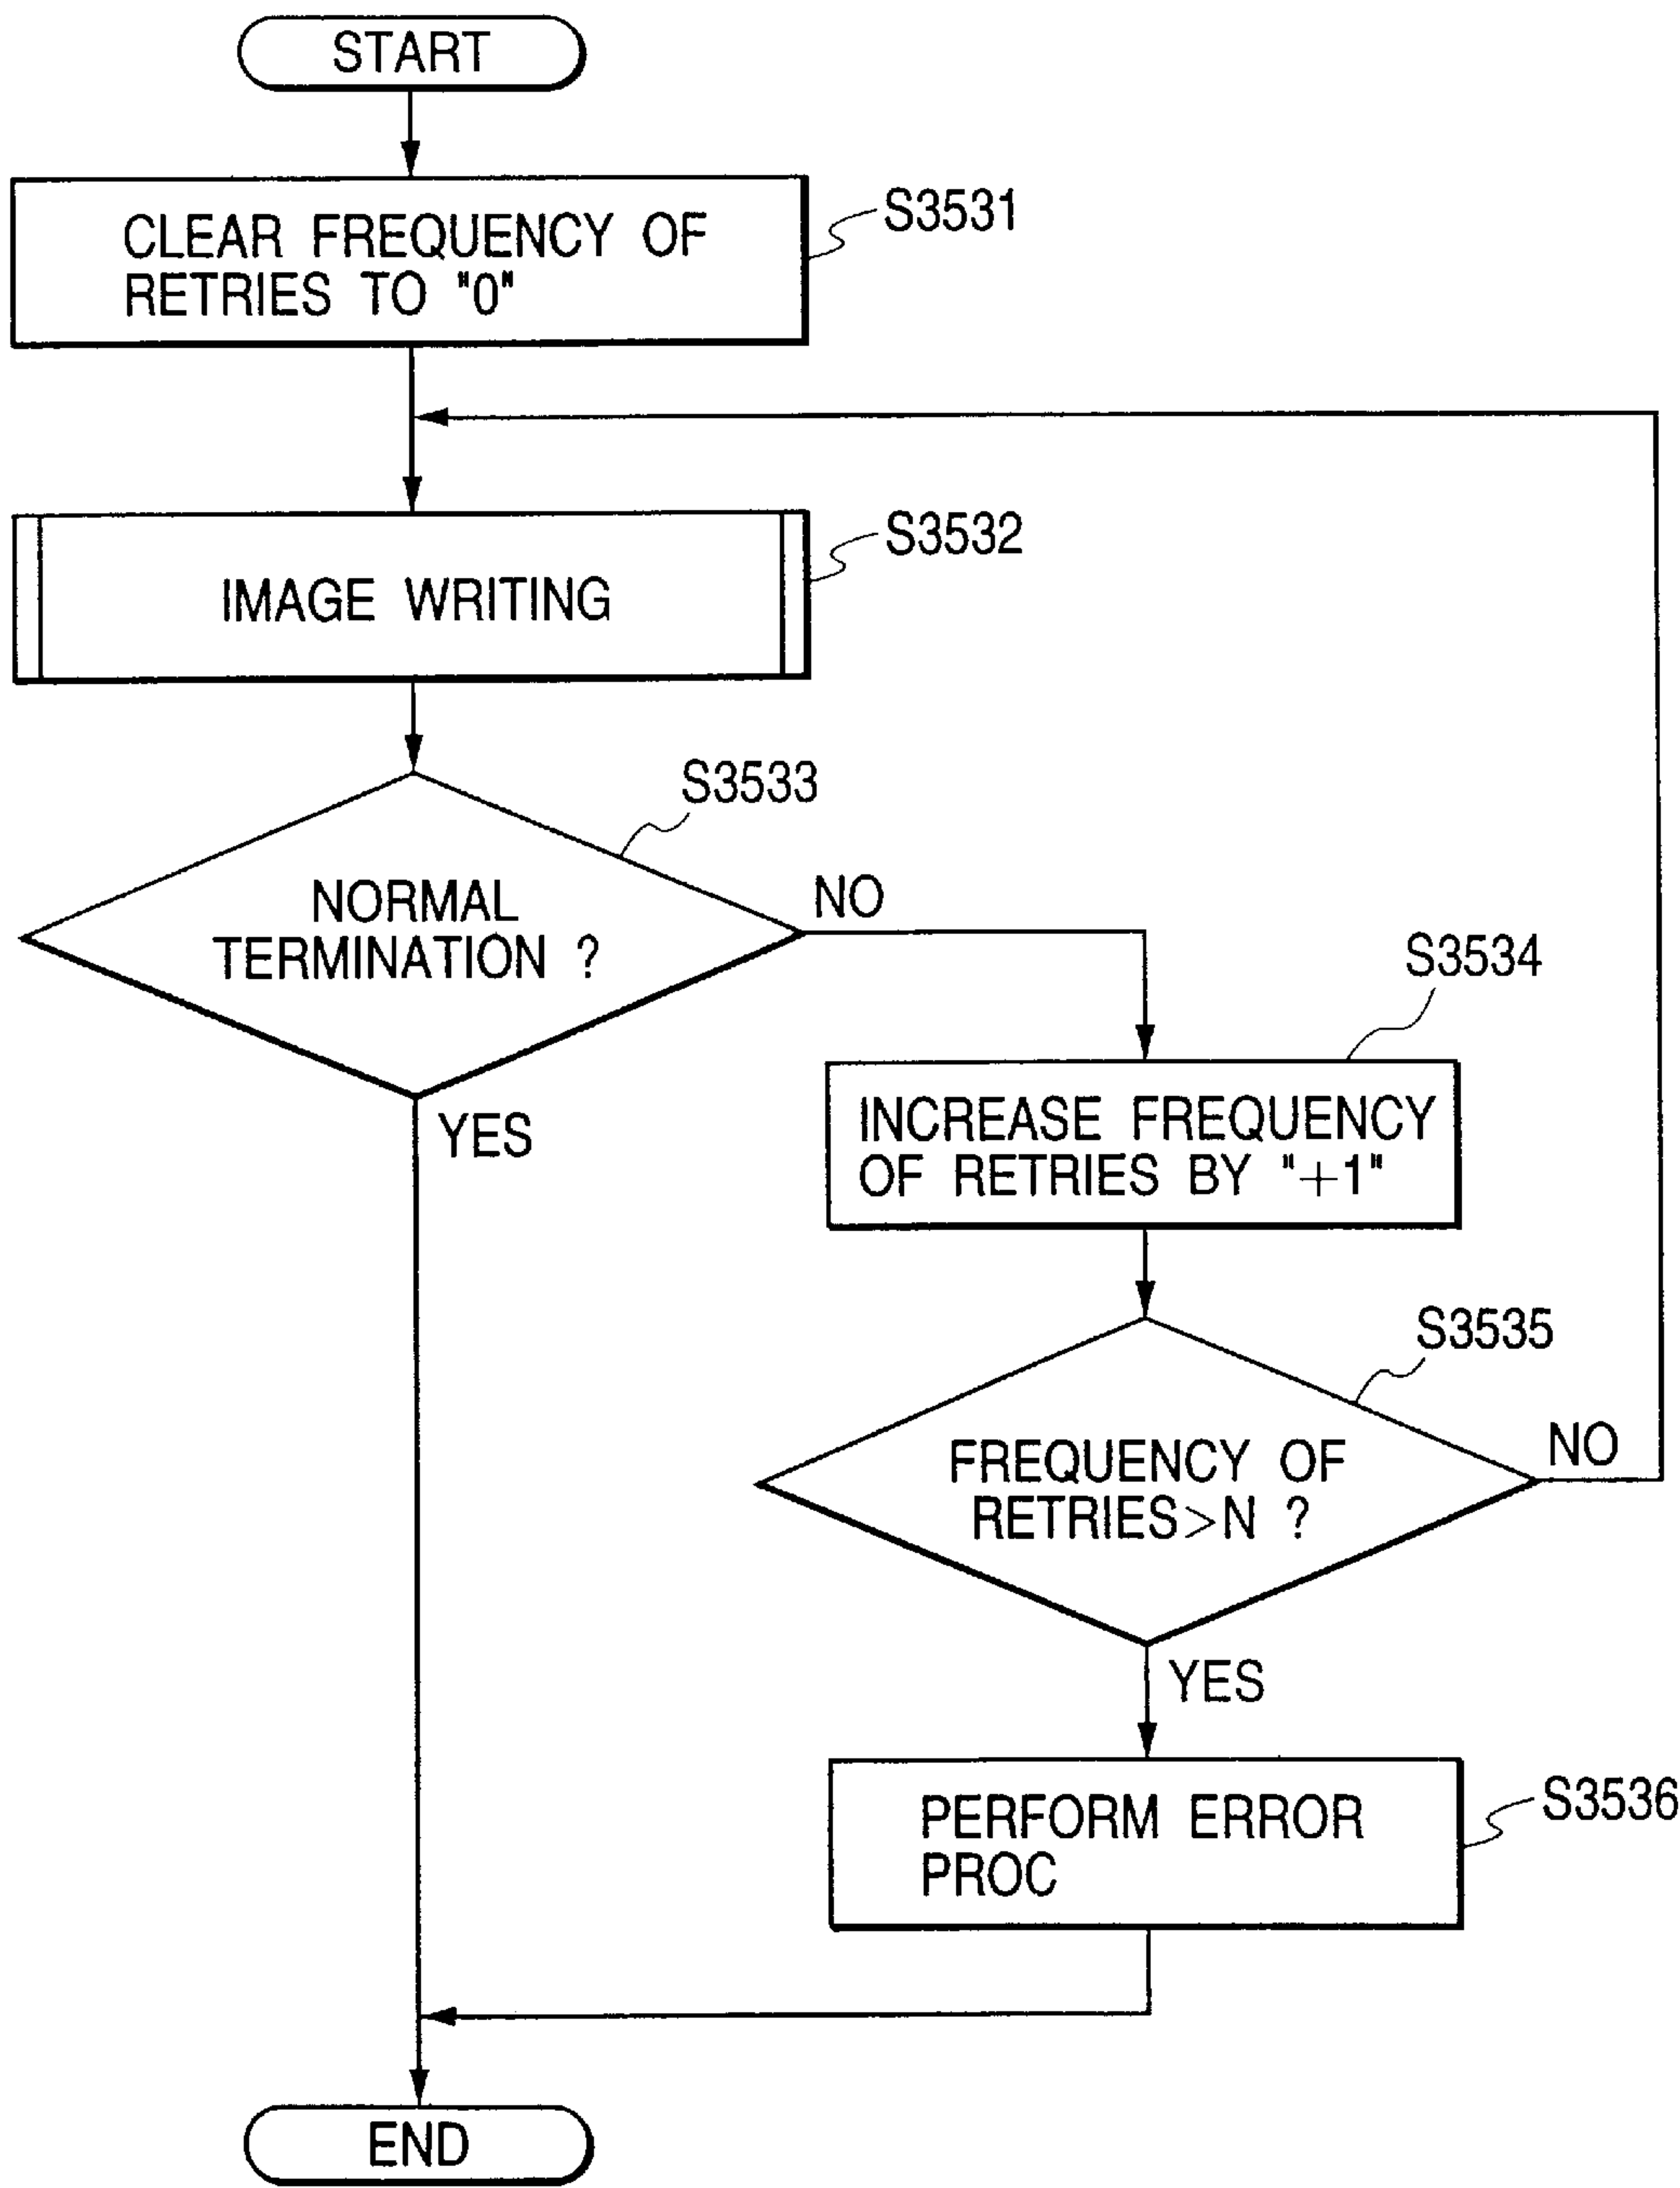 START
CLEAR FREQUENCY OF
RETRIES TO "0"
S3531
IMAGE WRITING
S3532
S3533
NORMAL
TERMINATION ?
NO
YES
S3534
INCREASE FREQUENCY
OF RETRIES BY "+1"
S3535
FREQUENCY OF
RETRIES>N ?
NO
YES
PERFORM ERROR
PROC
S3536
END